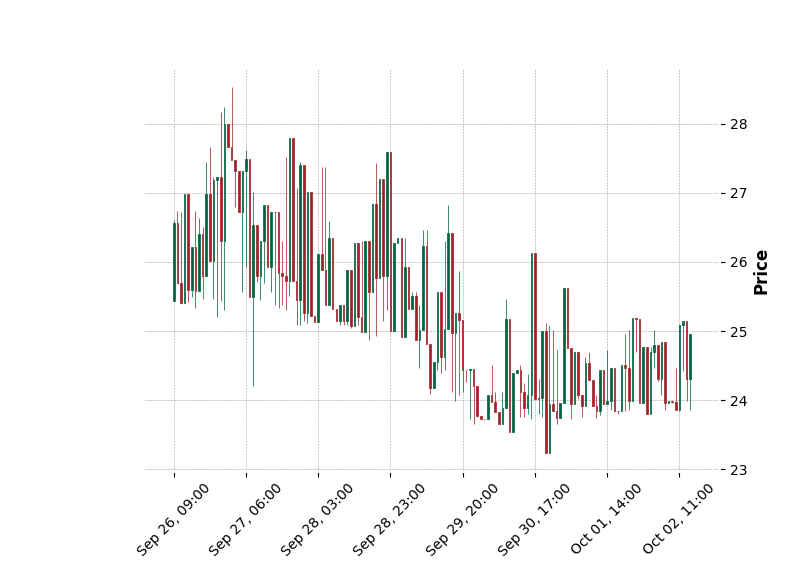 28
27
26
25
24
23
Price
Sep 26, 09:00
Sep 27, 06:00
Sep 28, 03:00
Sep 28, 23:00
Sep 29, 20:00
Sep 30, 17:00
Oct 01, 14:00
Oct 02, 11:00